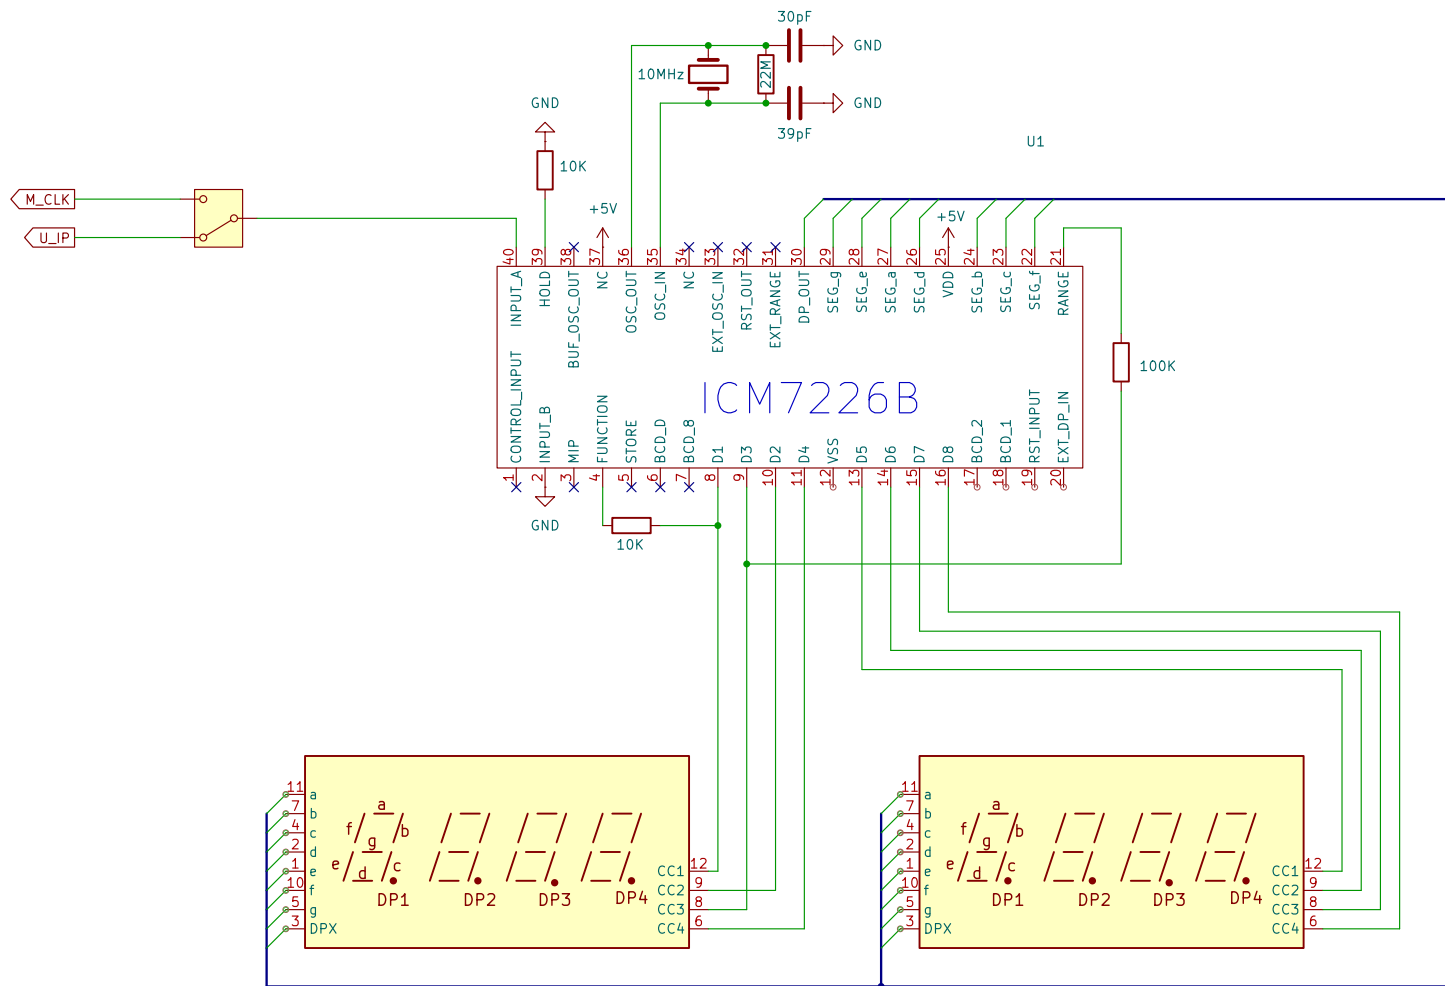 30pF
GND
10MHz
22M
GND
39pF
GND
10K
U1
M_CLK
U_IP
+5V
+5V
40 39 38 37 36 35 34 33 32 31 30 29 28 27 26 25 24 23 22 21
INPUT_A
HOLD
BUF_OSC_OUT
NC
OSC_OUT
OSC_IN
NC
EXT_OSC_IN
RST_OUT
EXT_RANGE
DP_OUT
SEG_g
SEG_e
SEG_a
SEG_d
VDD
SEG_b
SEG_c
SEG_f
RANGE
100K
ICM7226B
CONTROL_INPUT
INPUT_B
MIP
FUNCTION
STORE
BCD_D
BCD_8
D1
D3
D2
D4
VSS
D5
D6
D7
D8
BCD_2
BCD_1
RST_INPUT
EXT_DP_IN
1 2 3 4 5 6 7 8 9 10 11 12 13 14 15 16 17 18 19 20
GND
10K
11 a
7 b
4 c
2 d
1 e
10 f
5 g
3 DPX
a
f b
g
e c
d
DP1 DP2 DP3 DP4
CC1 12
CC2 9
CC3 8
CC4 6
11 a
7 b
4 c
2 d
1 e
10 f
5 g
3 DPX
a
f b
g
e c
d
DP1 DP2 DP3 DP4
CC1 12
CC2 9
CC3 8
CC4 6